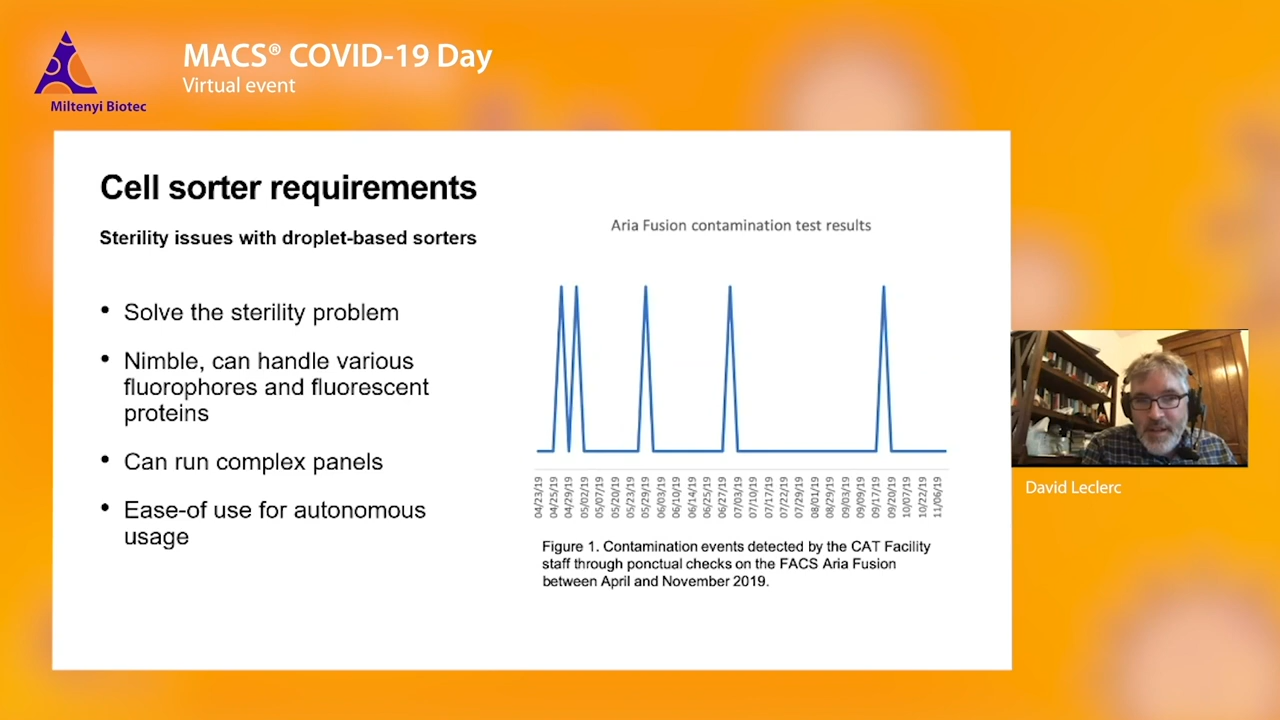 MACS® COVID-19 Day
Virtual event
Miltenyi Biotec
Cell sorter requirements
Sterility issues with droplet-based sorters
• Solve the sterility problem
• Nimble, can handle various
fluorophores and fluorescent
proteins
• Can run complex panels
• Ease-of use for autonomous
usage
Aria Fusion contamination test results
04/23/19
04/25/19
04/29/19
05/02/19
05/07/19
05/20/19
05/23/19
05/29/19
06/03/19
06/10/19
06/14/19
06/25/19
06/27/19
07/03/19
07/10/19
07/17/19
07/22/19
07/29/19
08/01/19
08/29/19
09/03/19
09/09/19
09/17/19
09/20/19
10/07/19
10/22/19
11/06/19
Figure 1. Contamination events detected by the CAT Facility
staff through ponctual checks on the FACS Aria Fusion
between April and November 2019.
David Leclerc